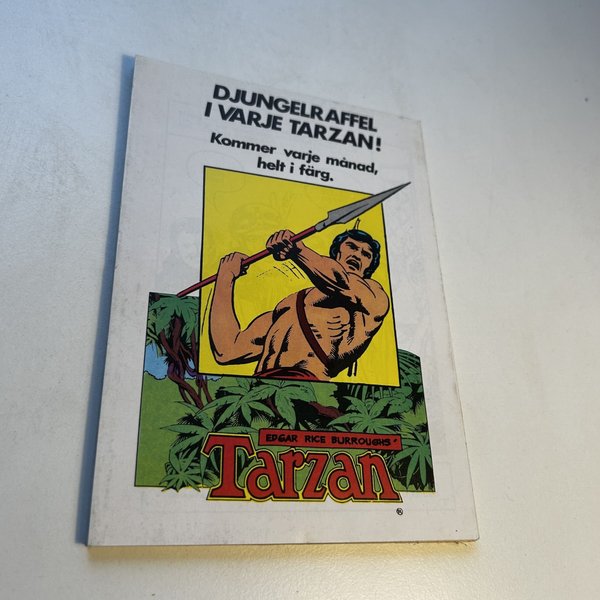 DJUNGELRAFFEL
I VARJE TARZAN!
Kommer varje månad,
helt i färg.
EDGAR RICE BURROUGHS'
Tarzan
®